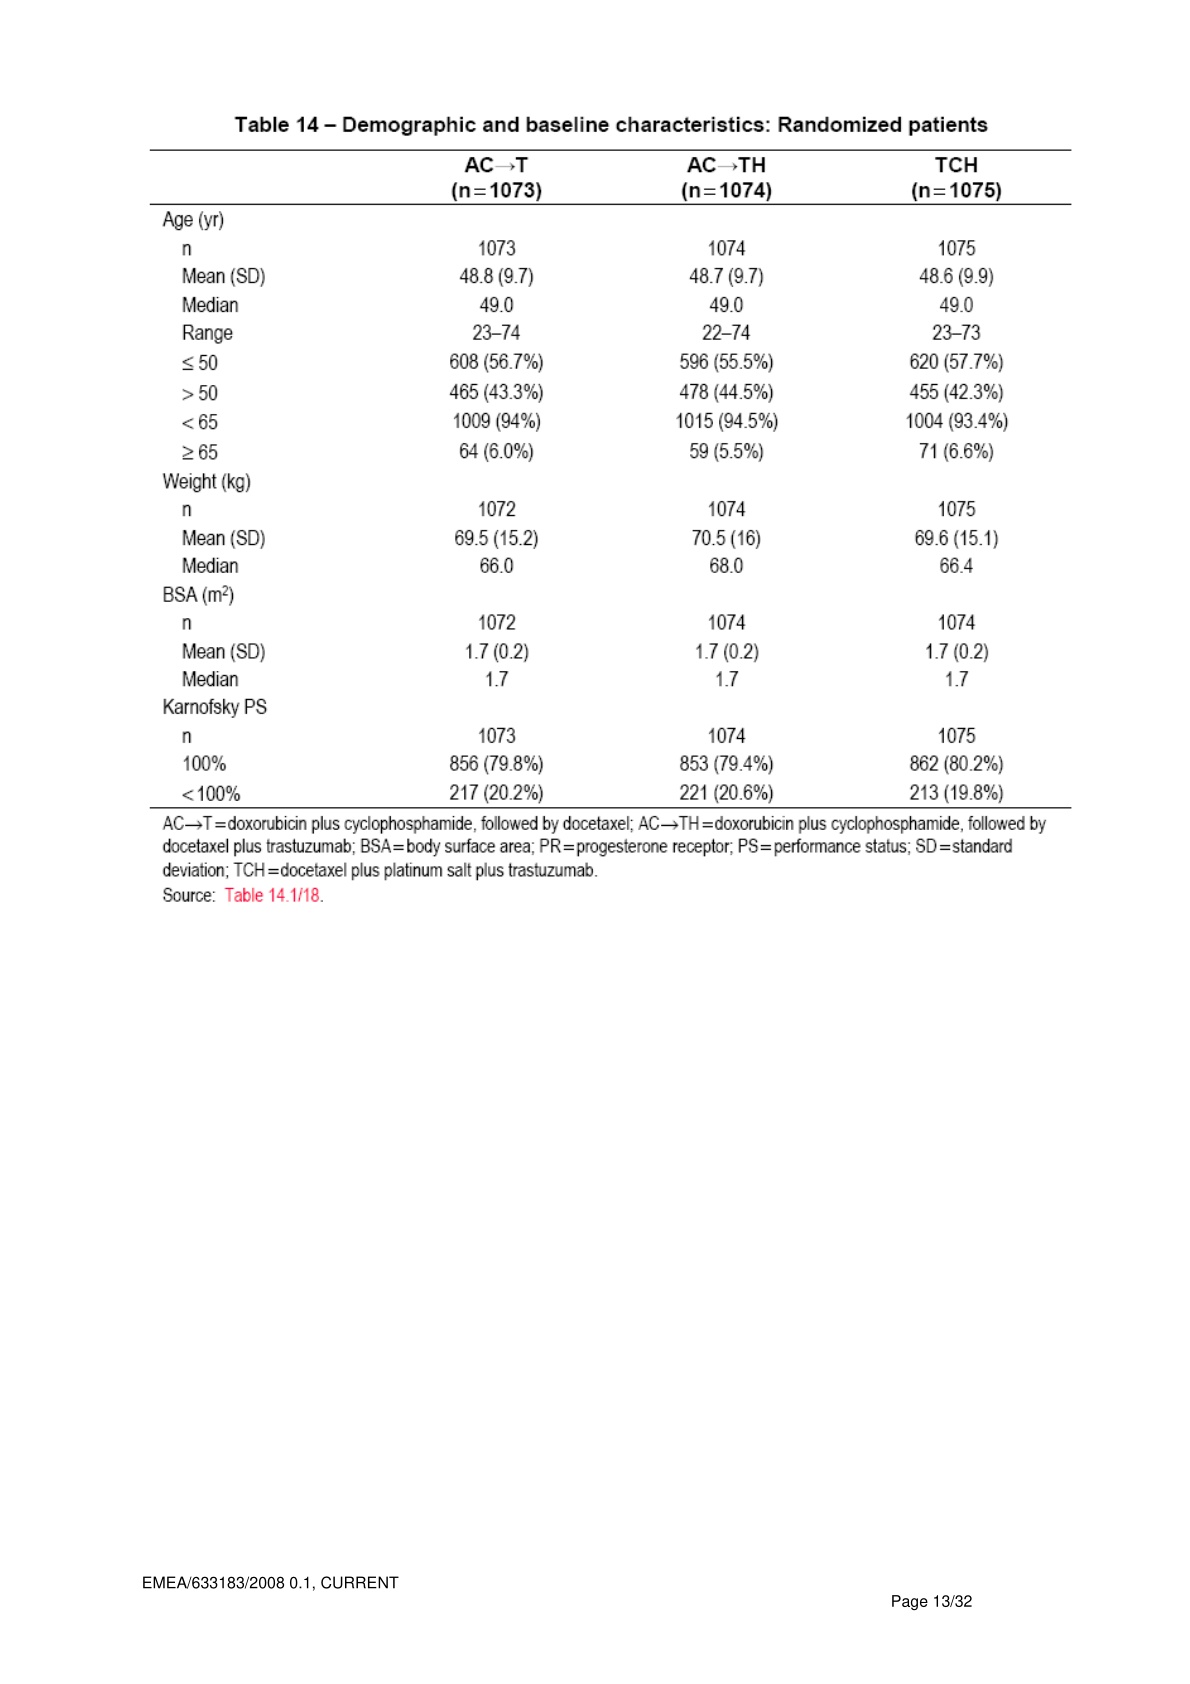 Table 14 – Demographic and baseline characteristics: Randomized patients
AC→T AC→TH TCH
(n=1073) (n=1074) (n=1075)
Age (yr)
n 1073 1074 1075
Mean (SD) 48.8 (9.7) 48.7 (9.7) 48.6 (9.9)
Median 49.0 49.0 49.0
Range 23–74 22–74 23–73
≤ 50 608 (56.7%) 596 (55.5%) 620 (57.7%)
> 50 465 (43.3%) 478 (44.5%) 455 (42.3%)
< 65 1009 (94%) 1015 (94.5%) 1004 (93.4%)
≥ 65 64 (6.0%) 59 (5.5%) 71 (6.6%)
Weight (kg)
n 1072 1074 1075
Mean (SD) 69.5 (15.2) 70.5 (16) 69.6 (15.1)
Median 66.0 68.0 66.4
BSA (m²)
n 1072 1074 1074
Mean (SD) 1.7 (0.2) 1.7 (0.2) 1.7 (0.2)
Median 1.7 1.7 1.7
Karnofsky PS
n 1073 1074 1075
100% 856 (79.8%) 853 (79.4%) 862 (80.2%)
<100% 217 (20.2%) 221 (20.6%) 213 (19.8%)
AC→T=doxorubicin plus cyclophosphamide, followed by docetaxel; AC→TH=doxorubicin plus cyclophosphamide, followed by
docetaxel plus trastuzumab; BSA=body surface area; PR=progesterone receptor; PS=performance status; SD=standard
deviation; TCH=docetaxel plus platinum salt plus trastuzumab.
Source: Table 14.1/18.
EMEA/633183/2008 0.1, CURRENT
Page 13/32